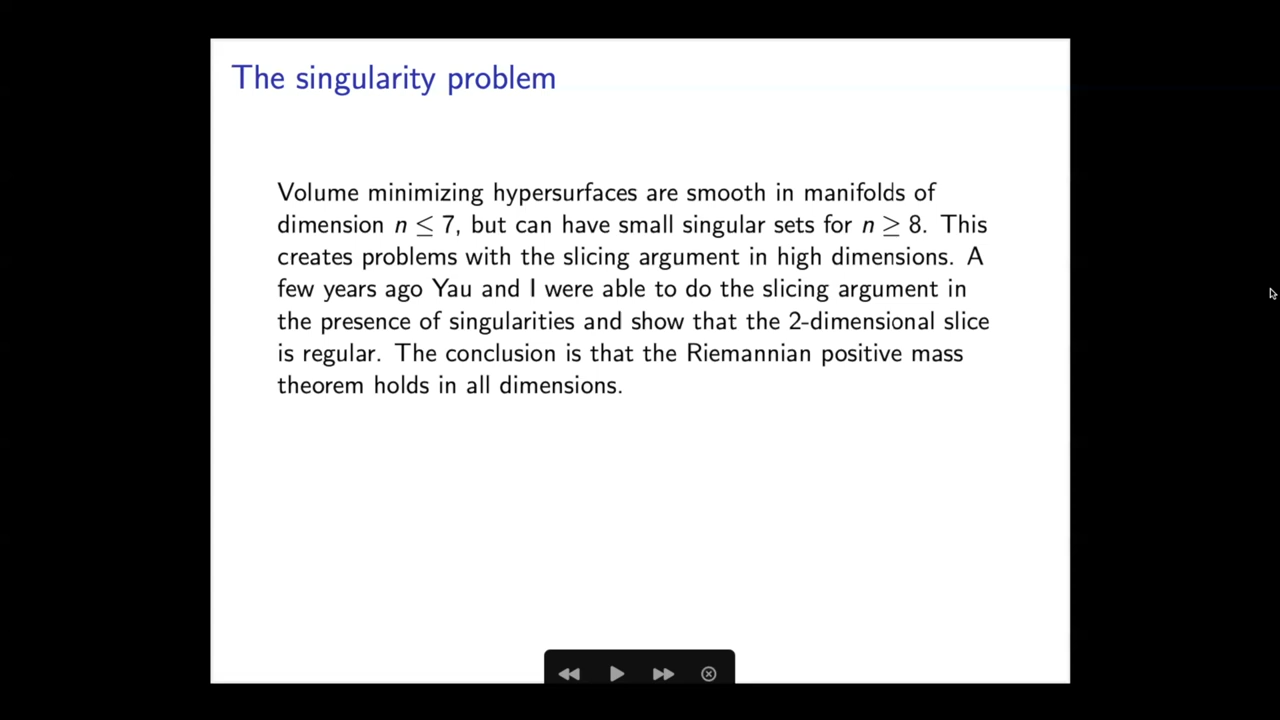 The singularity problem
Volume minimizing hypersurfaces are smooth in manifolds of
dimension n ≤ 7, but can have small singular sets for n ≥ 8. This
creates problems with the slicing argument in high dimensions. A
few years ago Yau and I were able to do the slicing argument in
the presence of singularities and show that the 2-dimensional slice
is regular. The conclusion is that the Riemannian positive mass
theorem holds in all dimensions.